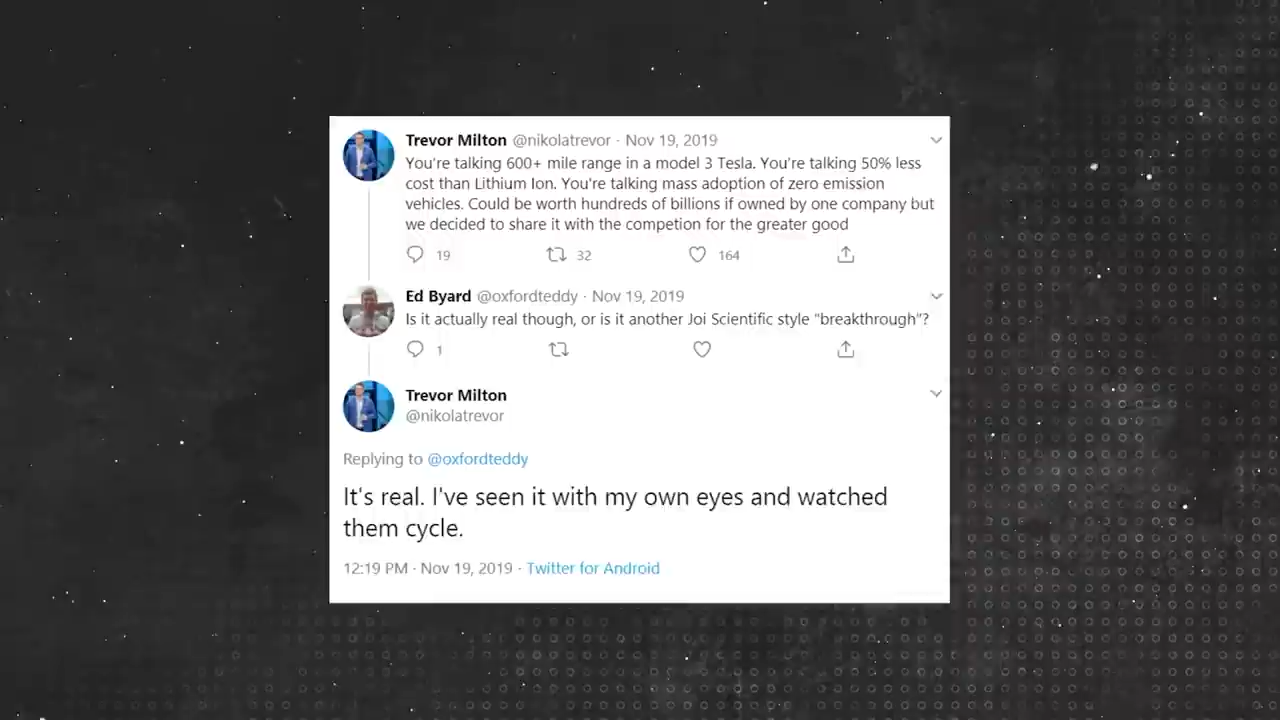 Trevor Milton @nikolatrevor · Nov 19, 2019
You're talking 600+ mile range in a model 3 Tesla. You're talking 50% less
cost than Lithium Ion. You're talking mass adoption of zero emission
vehicles. Could be worth hundreds of billions if owned by one company but
we decided to share it with the competion for the greater good
19 32 164
Ed Byard @oxfordteddy · Nov 19, 2019
Is it actually real though, or is it another Joi Scientific style "breakthrough"?
1
Trevor Milton
@nikolatrevor
Replying to @oxfordteddy
It's real. I've seen it with my own eyes and watched
them cycle.
12:19 PM · Nov 19, 2019 · Twitter for Android